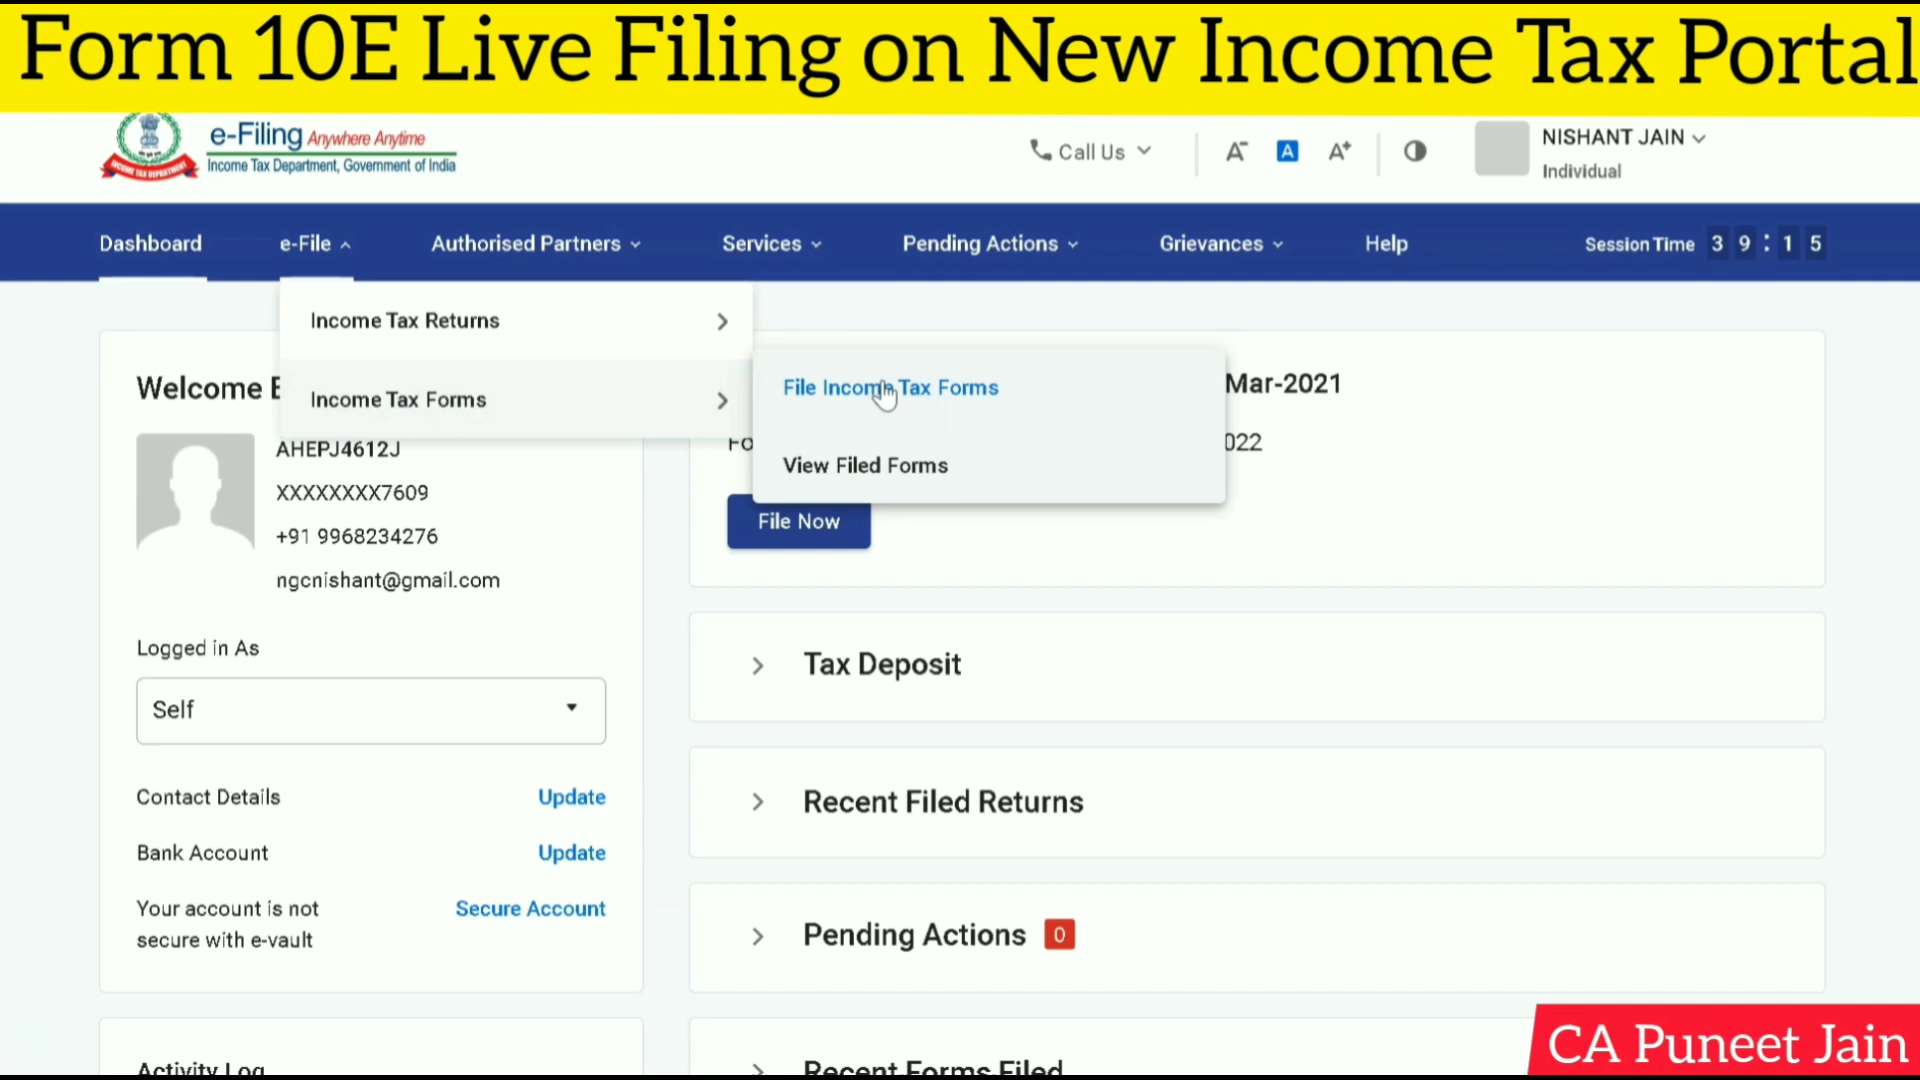 Form 10E Live Filing on New Income Tax Portal
e-Filing Anywhere Anytime
Income Tax Department, Government of India
INCOME TAX DEPARTMENT
Call Us
A-
A
A+
NISHANT JAIN
Individual
Dashboard
e-File
Authorised Partners
Services
Pending Actions
Grievances
Help
Session Time 3 9 : 1 5
Income Tax Returns
Income Tax Forms
File Income Tax Forms
View Filed Forms
Welcome
Mar-2021
AHEPJ4612J
XXXXXXXX7609
+91 9968234276
ngcnishant@gmail.com
Fo
022
File Now
Logged in As
Self
Contact Details
Update
Bank Account
Update
Your account is not
secure with e-vault
Secure Account
Tax Deposit
Recent Filed Returns
Pending Actions 0
Activity Log
Recent Forms Filed
CA Puneet Jain